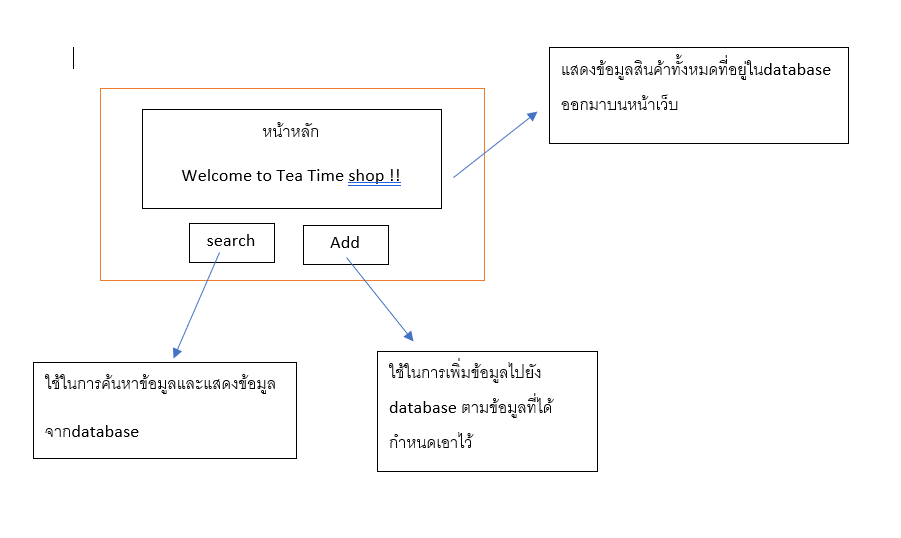 แสดงข้อมูลสินค้าทั้งหมดที่อยู่ในdatabase
ออกมาบนหน้าเว็บ
หน้าหลัก
Welcome to Tea Time shop !!
search
Add
ใช้ในการค้นหาข้อมูลและแสดงข้อมูล
จากdatabase
ใช้ในการเพิ่มข้อมูลไปยัง
database ตามข้อมูลที่ได้
กำหนดเอาไว้